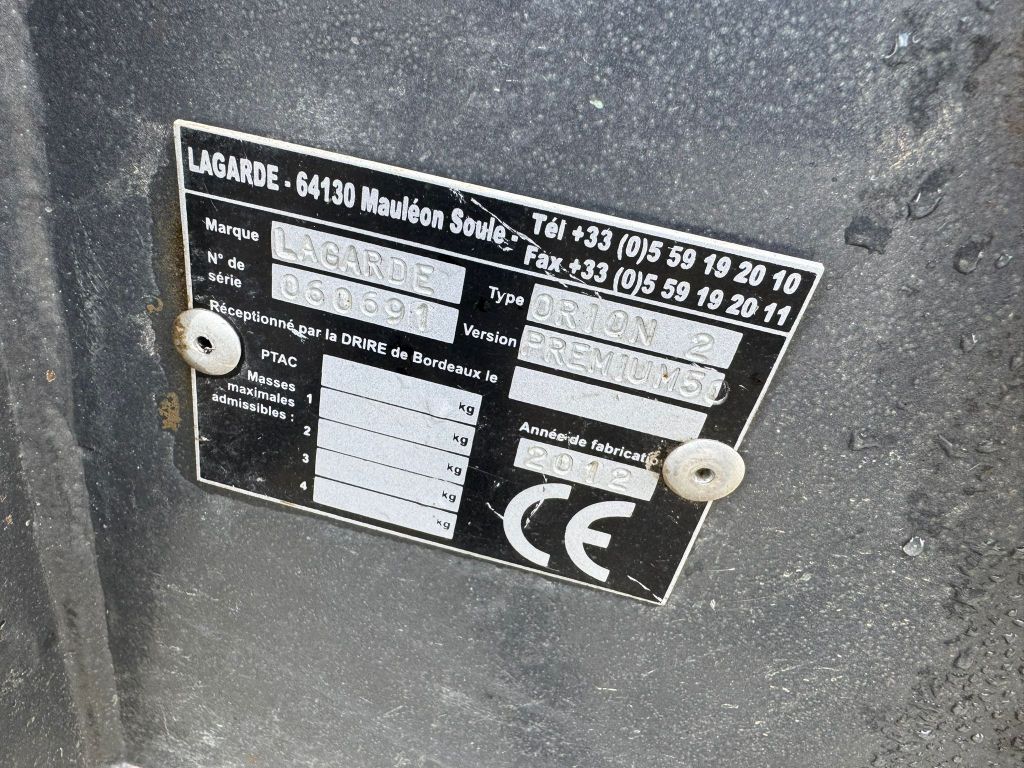 LAGARDE - 64130 Mauléon Soule - Tél +33 (0)5 59 19 20 10
Fax +33 (0)5 59 19 20 11
Marque LAGARDE
Type ORION 2
N° de série 060691
Version PREMIUM50
Réceptionné par la DRIRE de Bordeaux le
PTAC kg
Masses maximales admissibles :
1 kg
2 kg
3 kg
4 kg
Année de fabricatio
2012
CE